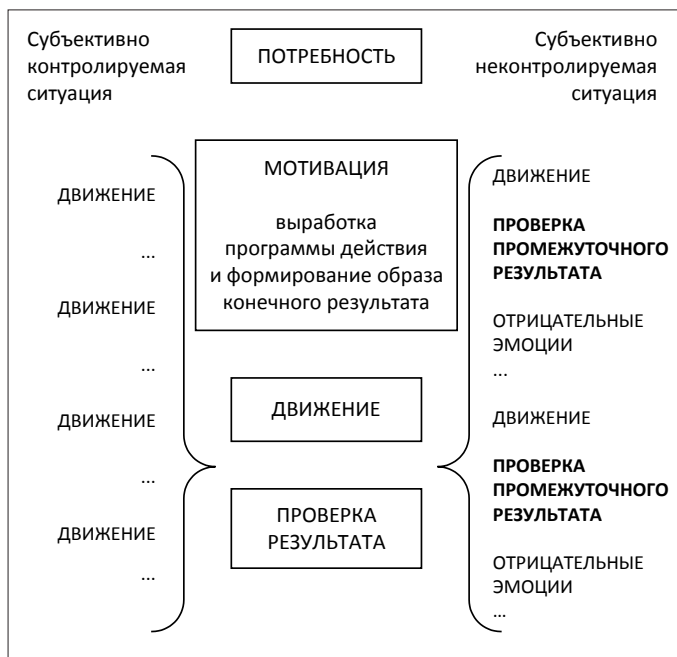 Субъективно
контролируемая
ситуация
ПОТРЕБНОСТЬ
Субъективно
неконтролируемая
ситуация
ДВИЖЕНИЕ
...
ДВИЖЕНИЕ
...
ДВИЖЕНИЕ
...
ДВИЖЕНИЕ
...
МОТИВАЦИЯ
выработка
программы действия
и формирование образа
конечного результата
ДВИЖЕНИЕ
ПРОВЕРКА
РЕЗУЛЬТАТА
ДВИЖЕНИЕ
ПРОВЕРКА
ПРОМЕЖУТОЧНОГО
РЕЗУЛЬТАТА
ОТРИЦАТЕЛЬНЫЕ
ЭМОЦИИ
...
ДВИЖЕНИЕ
ПРОВЕРКА
ПРОМЕЖУТОЧНОГО
РЕЗУЛЬТАТА
ОТРИЦАТЕЛЬНЫЕ
ЭМОЦИИ
...